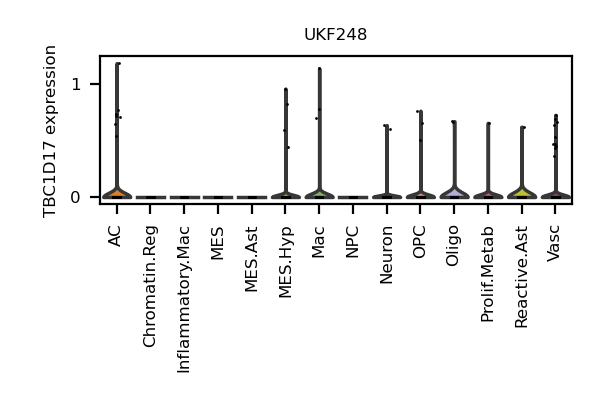 UKF248
TBC1D17 expression
1
0
AC
Chromatin.Reg
Inflammatory.Mac
MES
MES.Ast
MES.Hyp
Mac
NPC
Neuron
OPC
Oligo
Prolif.Metab
Reactive.Ast
Vasc